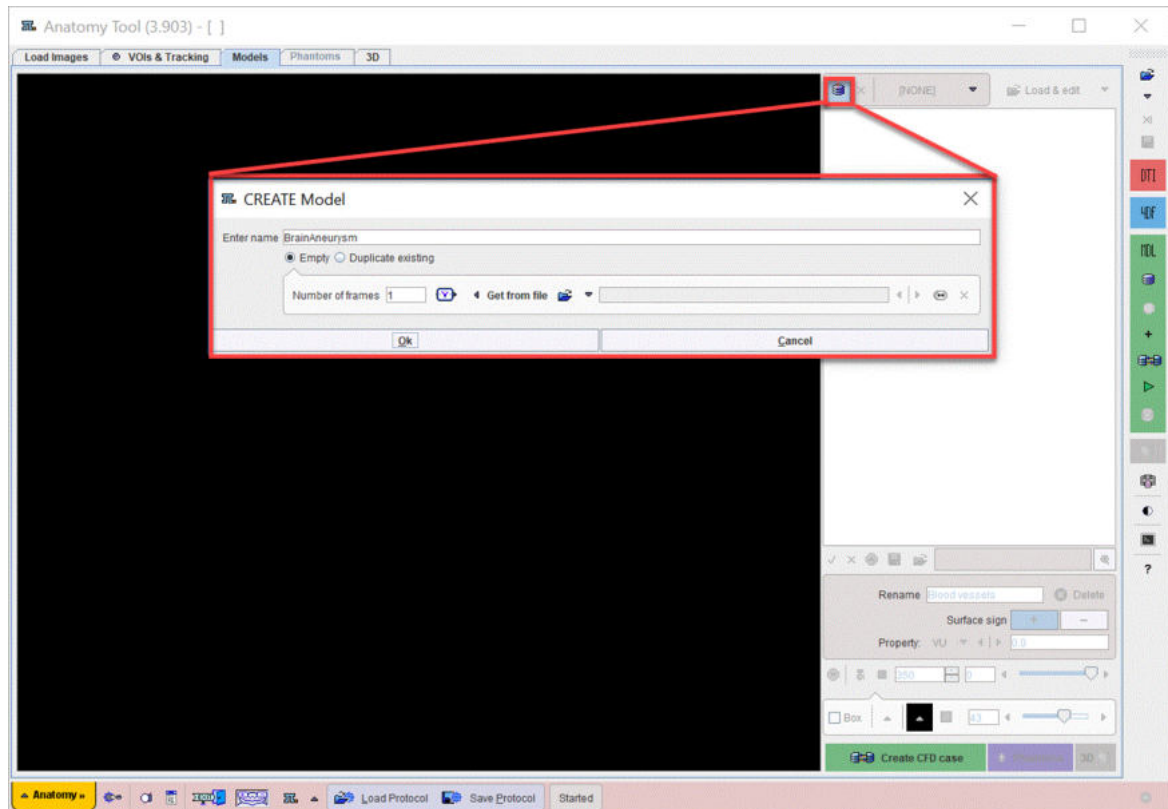 Anatomy Tool (3.903) - [ ]
Load Images VOIs & Tracking Models Phantoms 3D
[NONE] Load & edit
DTI
4DF
MDL
CREATE Model
Enter name BrainAneurysm
Empty Duplicate existing
Number of frames 1 V Get from file
Ok Cancel
Rename Blood vessels Delete
Surface sign + -
Property: VU 0.0
350 0
Box 43
Create CFD case 3D
?
Anatomy Load Protocol Save Protocol Started